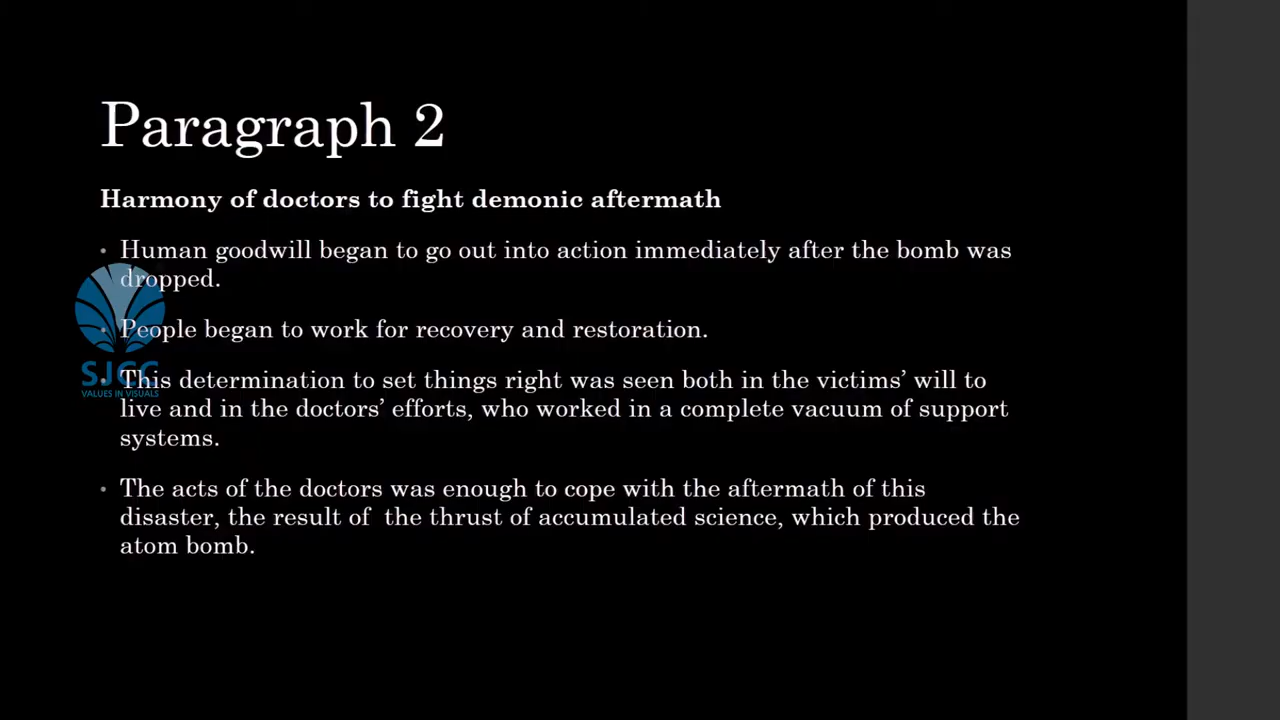 Paragraph 2
Harmony of doctors to fight demonic aftermath
• Human goodwill began to go out into action immediately after the bomb was
dropped.
• People began to work for recovery and restoration.
• This determination to set things right was seen both in the victims’ will to
live and in the doctors’ efforts, who worked in a complete vacuum of support
systems.
• The acts of the doctors was enough to cope with the aftermath of this
disaster, the result of  the thrust of accumulated science, which produced the
atom bomb.
SJCC
VALUES IN VISUALS